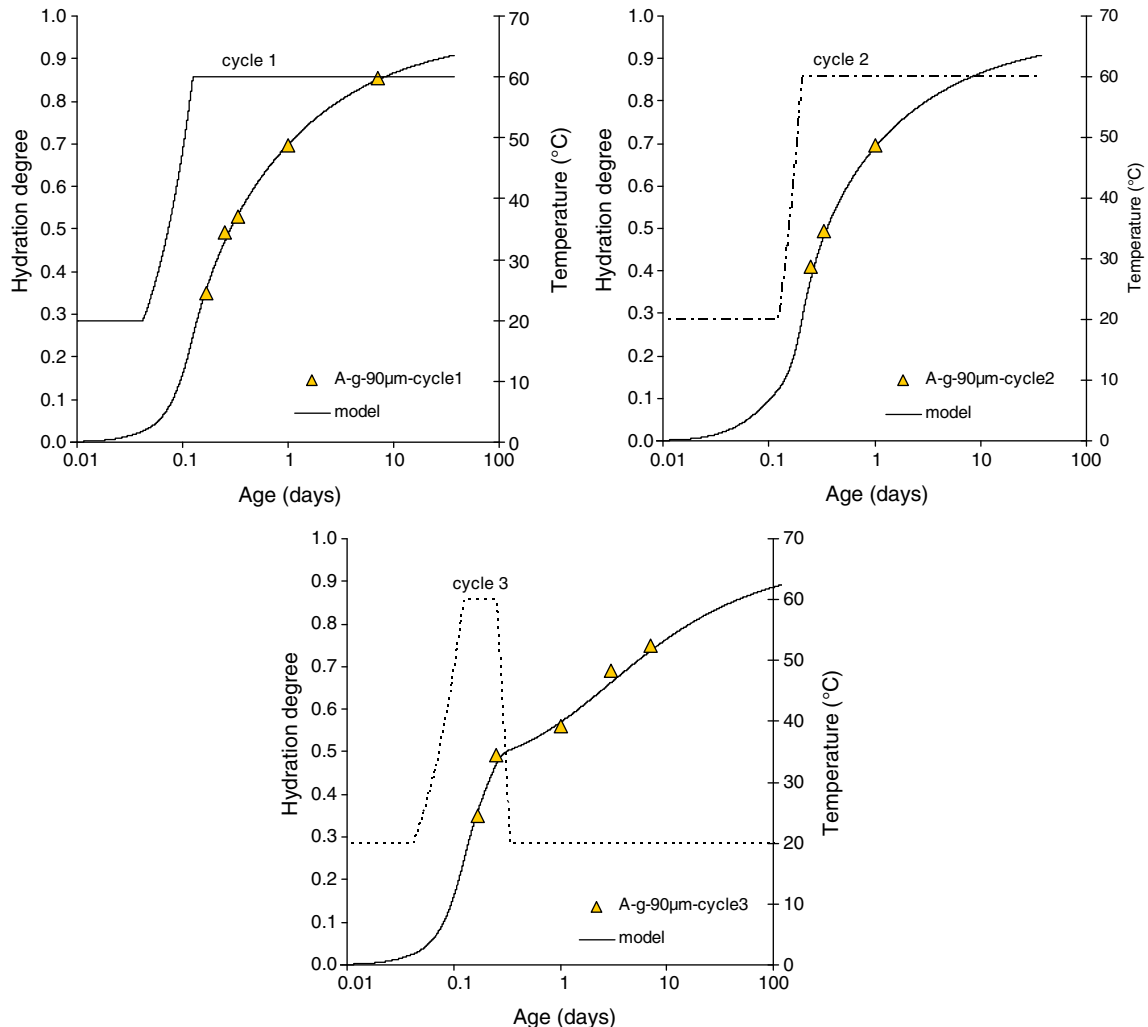 1.0
0.9
0.8
0.7
0.6
0.5
0.4
0.3
0.2
0.1
0.0
Hydration degree
cycle 1
70
60
50
40
30
20
10
0
Temperature (°C)
A-g-90μm-cycle1
model
0.01 0.1 1 10 100
Age (days)
1.0
0.9
0.8
0.7
0.6
0.5
0.4
0.3
0.2
0.1
0.0
Hydration degree
cycle 2
70
60
50
40
30
20
10
0
Temperature (°C)
A-g-90μm-cycle2
model
0.01 0.1 1 10 100
Age (days)
1.0
0.9
0.8
0.7
0.6
0.5
0.4
0.3
0.2
0.1
0.0
Hydration degree
cycle 3
70
60
50
40
30
20
10
0
Temperature (°C)
A-g-90μm-cycle3
model
0.01 0.1 1 10 100
Age (days)